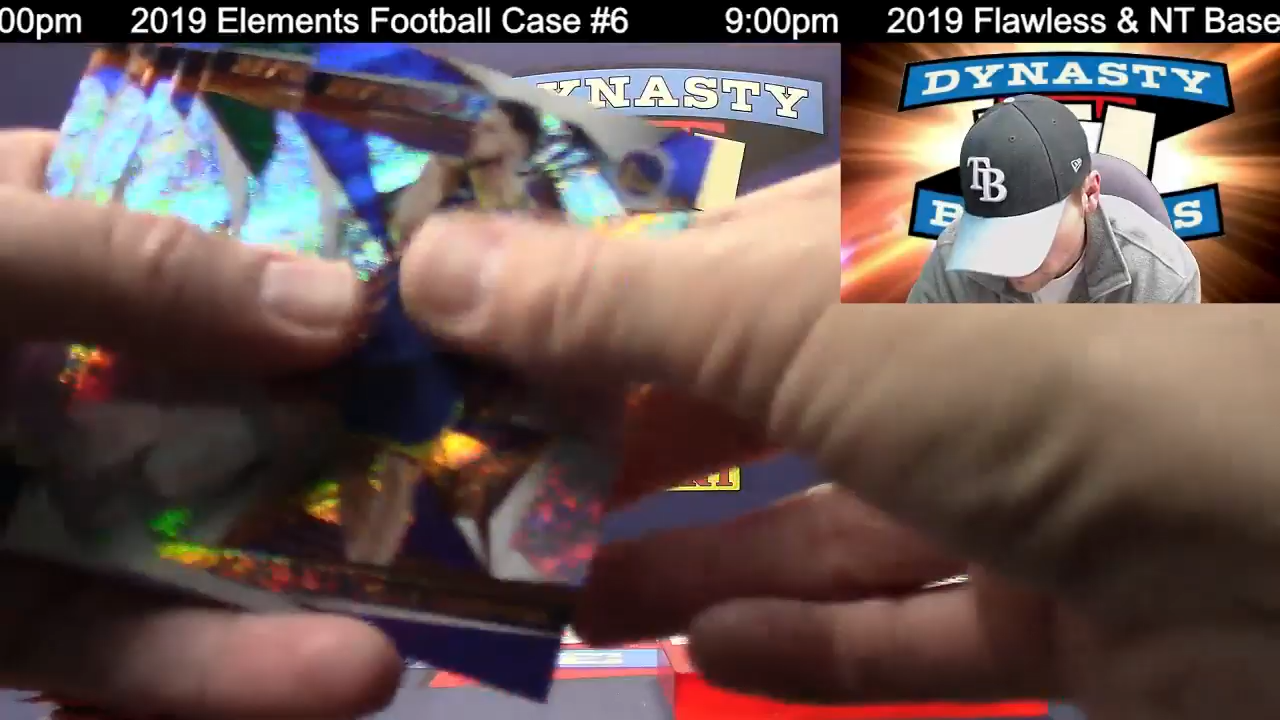 00pm 2019 Elements Football Case #6 9:00pm 2019 Flawless & NT Base
YNASTY
DYNASTY
TB
B S